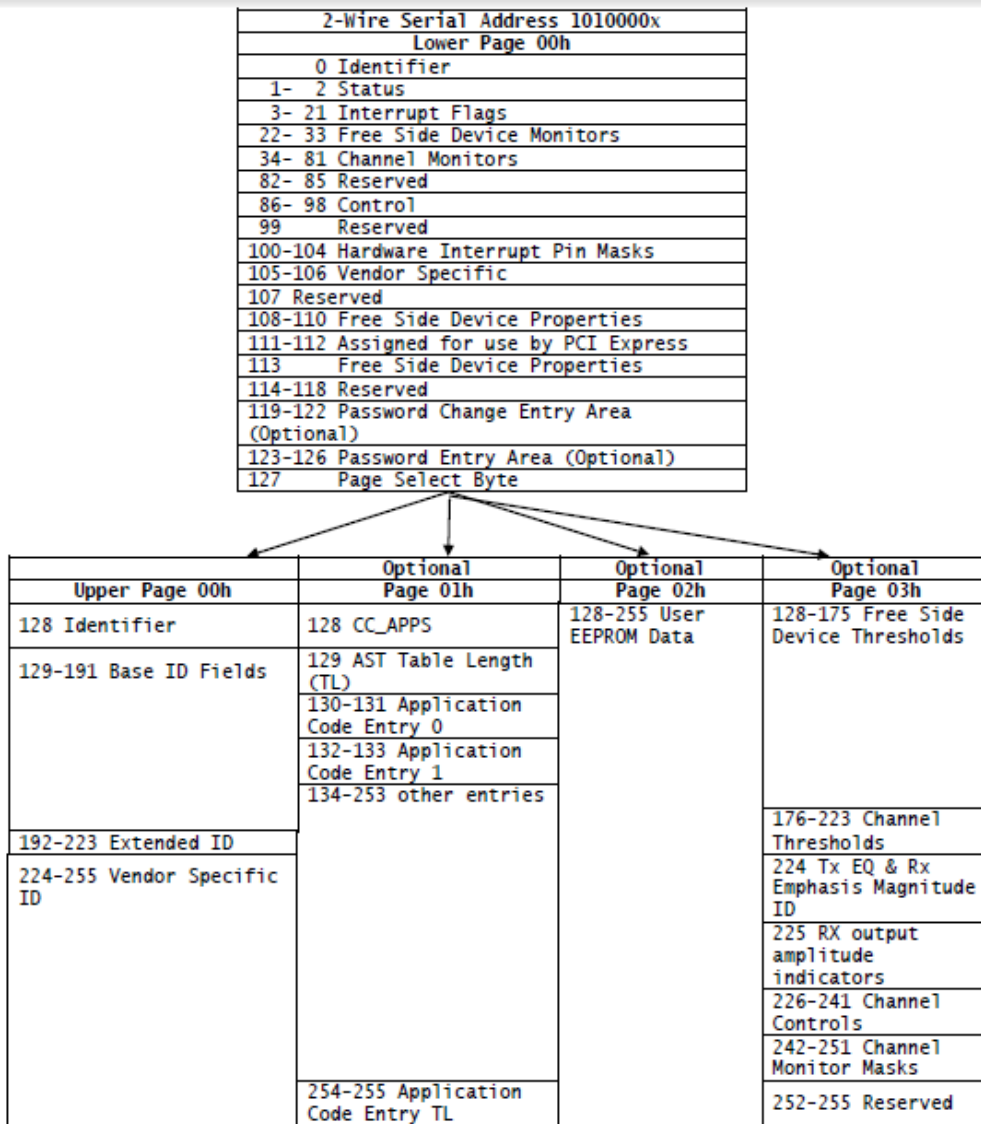 2-Wire Serial Address 1010000x
Lower Page 00h
0 Identifier
1- 2 Status
3- 21 Interrupt Flags
22- 33 Free Side Device Monitors
34- 81 Channel Monitors
82- 85 Reserved
86- 98 Control
99 Reserved
100-104 Hardware Interrupt Pin Masks
105-106 Vendor Specific
107 Reserved
108-110 Free Side Device Properties
111-112 Assigned for use by PCI Express
113 Free Side Device Properties
114-118 Reserved
119-122 Password Change Entry Area
(Optional)
123-126 Password Entry Area (Optional)
127 Page Select Byte
Upper Page 00h
128 Identifier
129-191 Base ID Fields
192-223 Extended ID
224-255 Vendor Specific
ID
Optional
Page 01h
128 CC_APPS
129 AST Table Length
(TL)
130-131 Application
Code Entry 0
132-133 Application
Code Entry 1
134-253 other entries
254-255 Application
Code Entry TL
Optional
Page 02h
128-255 User
EEPROM Data
Optional
Page 03h
128-175 Free Side
Device Thresholds
176-223 Channel
Thresholds
224 Tx EQ & Rx
Emphasis Magnitude
ID
225 RX output
amplitude
indicators
226-241 Channel
Controls
242-251 Channel
Monitor Masks
252-255 Reserved